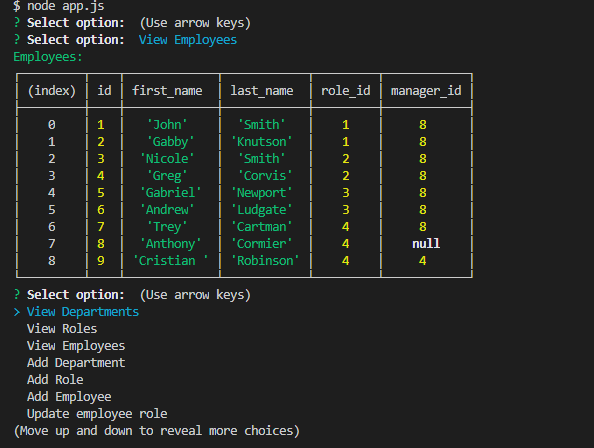 $ node app.js
? Select option:  (Use arrow keys)
? Select option:  View Employees
Employees:
(index) id first_name last_name role_id manager_id
0 1 'John' 'Smith' 1 8
1 2 'Gabby' 'Knutson' 1 8
2 3 'Nicole' 'Smith' 2 8
3 4 'Greg' 'Corvis' 2 8
4 5 'Gabriel' 'Newport' 3 8
5 6 'Andrew' 'Ludgate' 3 8
6 7 'Trey' 'Cartman' 4 8
7 8 'Anthony' 'Cormier' 4 null
8 9 'Cristian ' 'Robinson' 4 4
? Select option:  (Use arrow keys)
> View Departments
View Roles
View Employees
Add Department
Add Role
Add Employee
Update employee role
(Move up and down to reveal more choices)